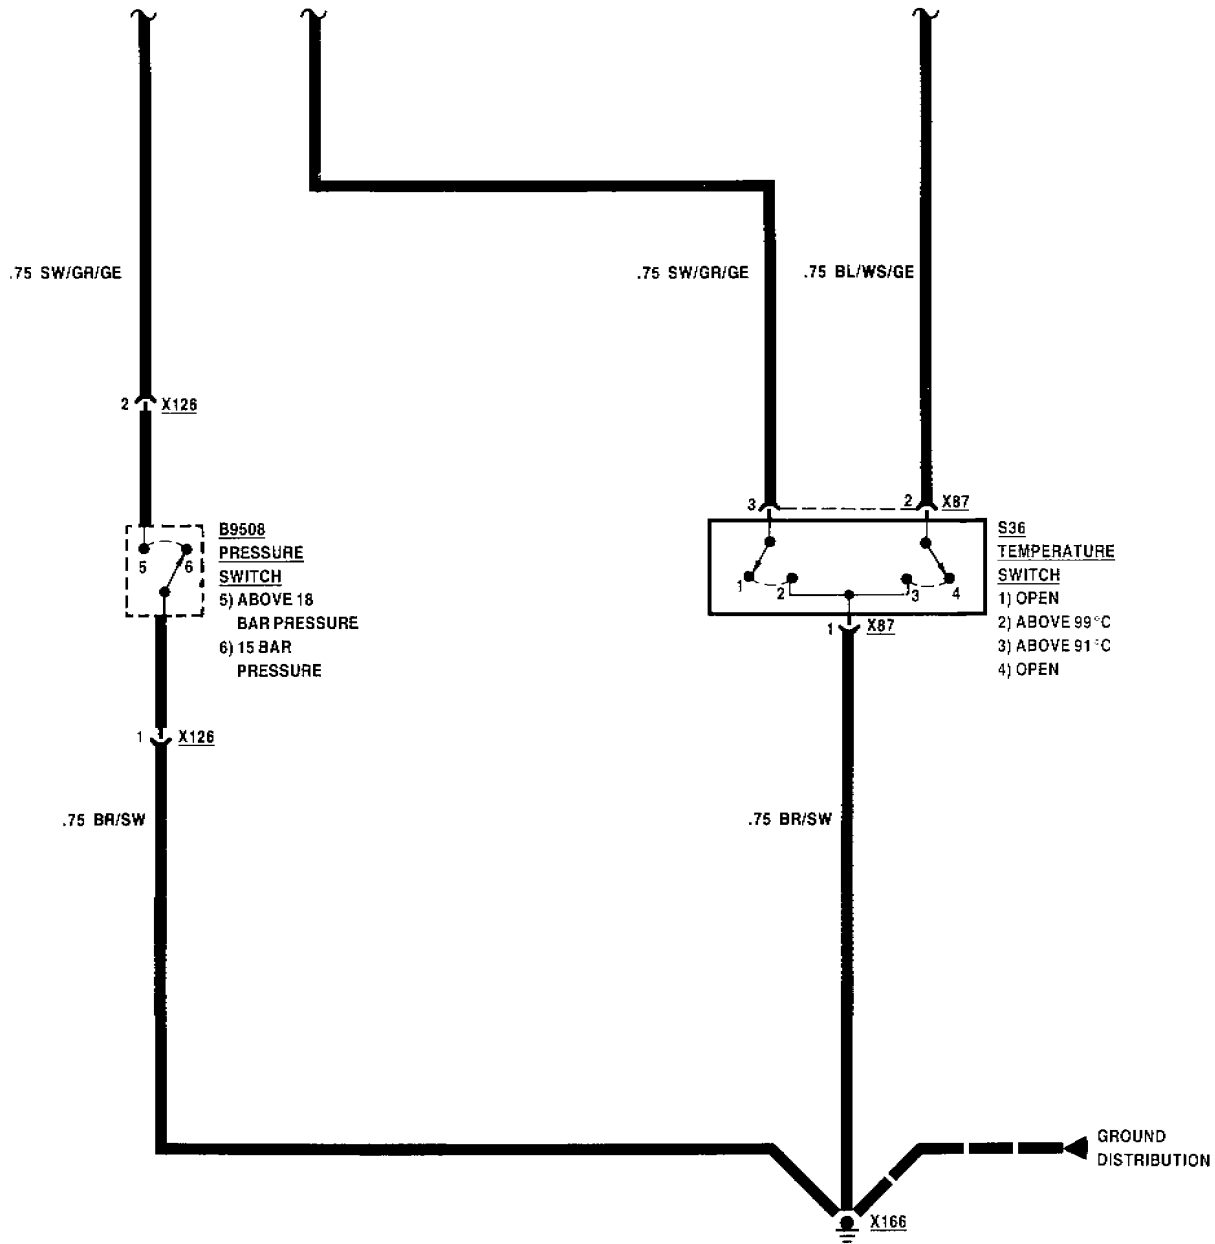 .75 SW/GR/GE
.75 SW/GR/GE
.75 BL/WS/GE
2 X126
3
2 X87
B9508
PRESSURE
SWITCH
5) ABOVE 18
BAR PRESSURE
6) 15 BAR
PRESSURE
5 6
1 2 3 4
S36
TEMPERATURE
SWITCH
1) OPEN
2) ABOVE 99°C
3) ABOVE 91°C
4) OPEN
1 X87
1 X126
.75 BR/SW
.75 BR/SW
GROUND
DISTRIBUTION
X166